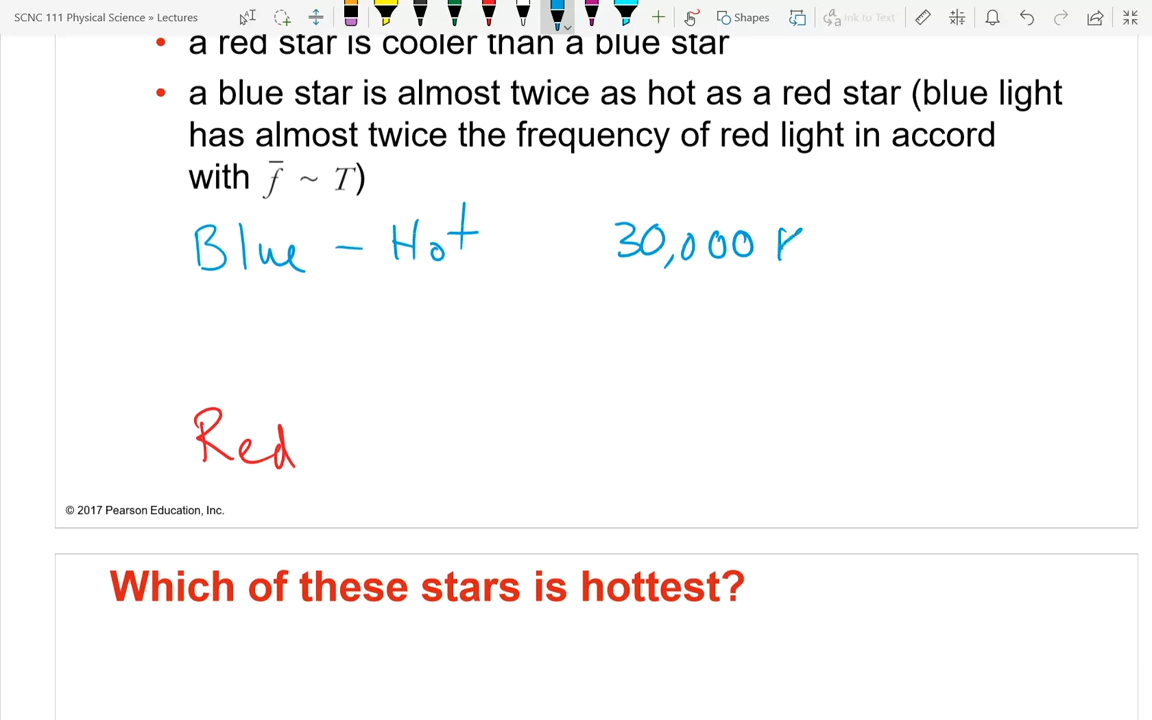 SCNC 111 Physical Science » Lectures
Shapes
Ink to Text
• a red star is cooler than a blue star
• a blue star is almost twice as hot as a red star (blue light
has almost twice the frequency of red light in accord
with f̅ ~ T)
Blue - Hot 30,000
Red
© 2017 Pearson Education, Inc.
Which of these stars is hottest?